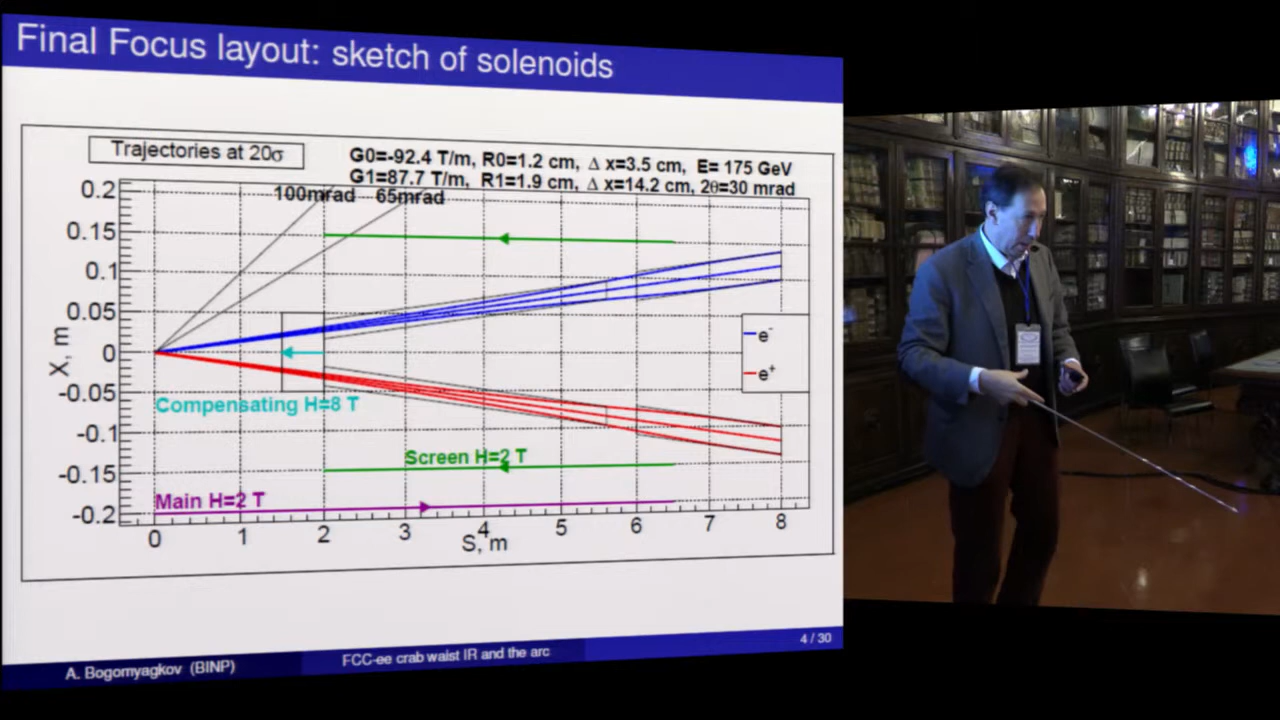 Final Focus layout: sketch of solenoids
Trajectories at 20σ
G0=-92.4 T/m, R0=1.2 cm, Δ x=3.5 cm, E= 175 GeV
G1=87.7 T/m, R1=1.9 cm, Δ x=14.2 cm, 2θ=30 mrad
100mrad 65mrad
0.2
0.15
0.1
0.05
0
-0.05
-0.1
-0.15
-0.2
X, m
e-
e+
Compensating H=8 T
Screen H=2 T
Main H=2 T
0 1 2 3 4 5 6 7 8
S, m
4 / 30
A. Bogomyagkov (BINP) FCC-ee crab waist IR and the arc